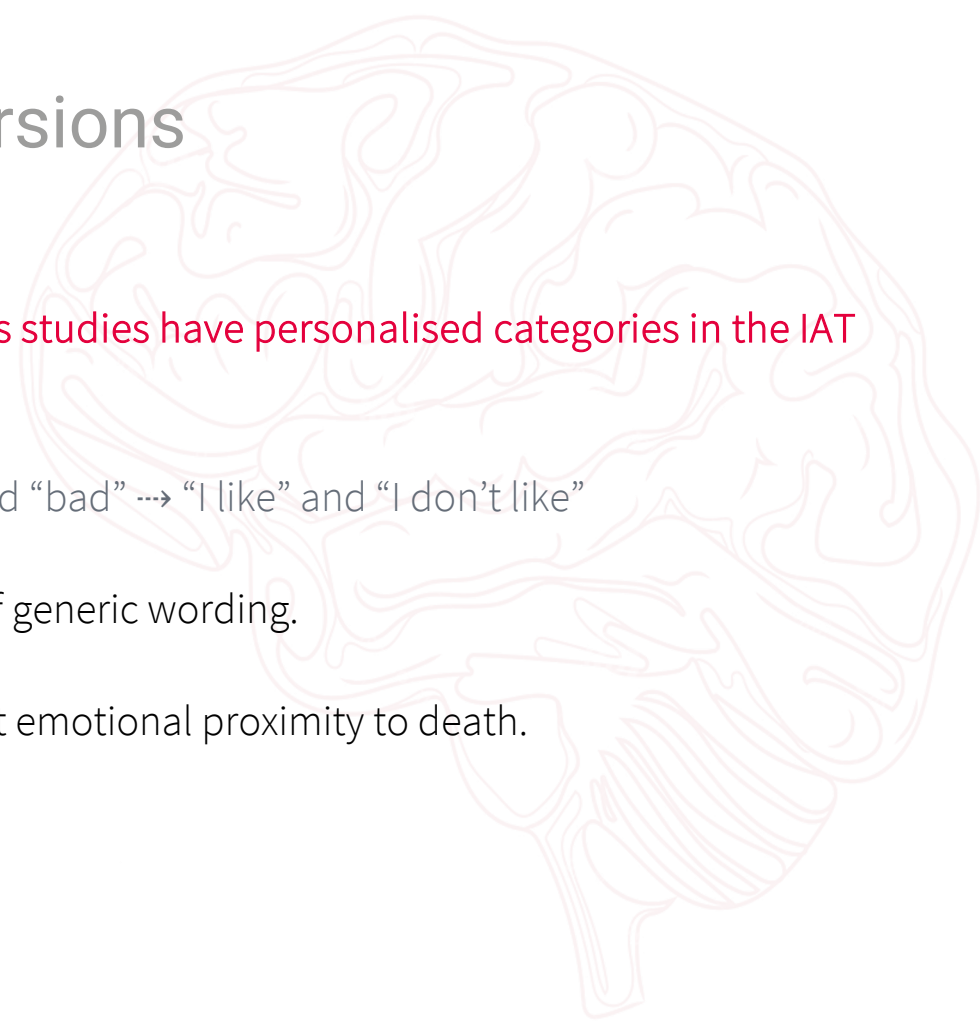 rsions
s studies have personalised categories in the IAT
d “bad” ⤏ “I like” and “I don’t like”
f generic wording.
t emotional proximity to death.